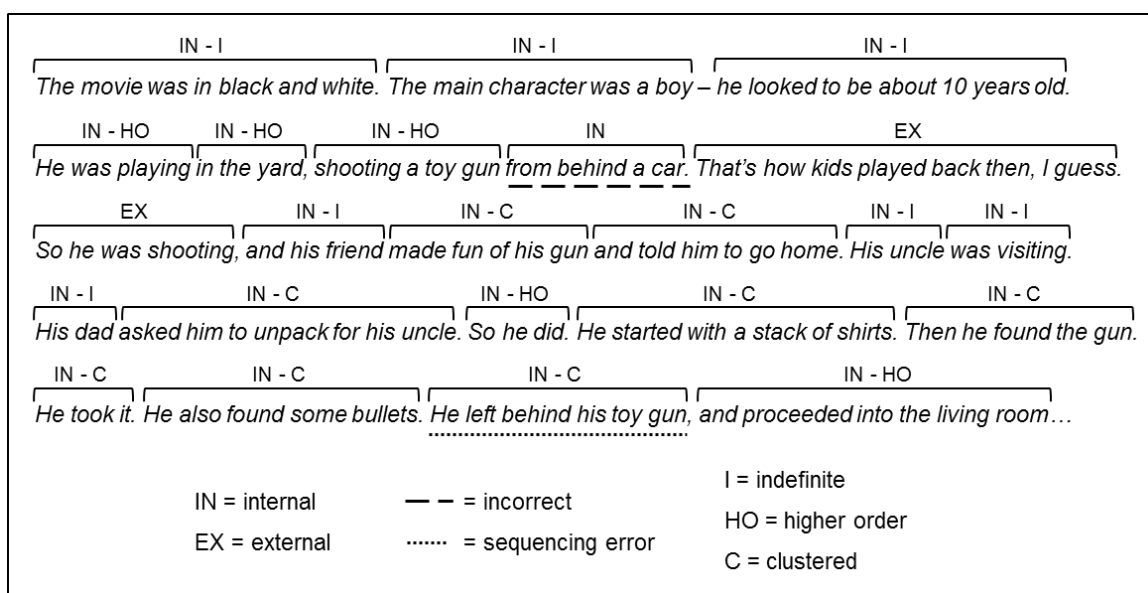 IN - I IN - I IN - I
The movie was in black and white. The main character was a boy – he looked to be about 10 years old.
IN - HO IN - HO IN - HO IN EX
He was playing in the yard, shooting a toy gun from behind a car. That's how kids played back then, I guess.
EX IN - I IN - C IN - C IN - I IN - I
So he was shooting, and his friend made fun of his gun and told him to go home. His uncle was visiting.
IN - I IN - C IN - HO IN - C IN - C
His dad asked him to unpack for his uncle. So he did. He started with a stack of shirts. Then he found the gun.
IN - C IN - C IN - C IN - HO
He took it. He also found some bullets. He left behind his toy gun, and proceeded into the living room…
IN = internal
EX = external
= incorrect
= sequencing error
I = indefinite
HO = higher order
C = clustered